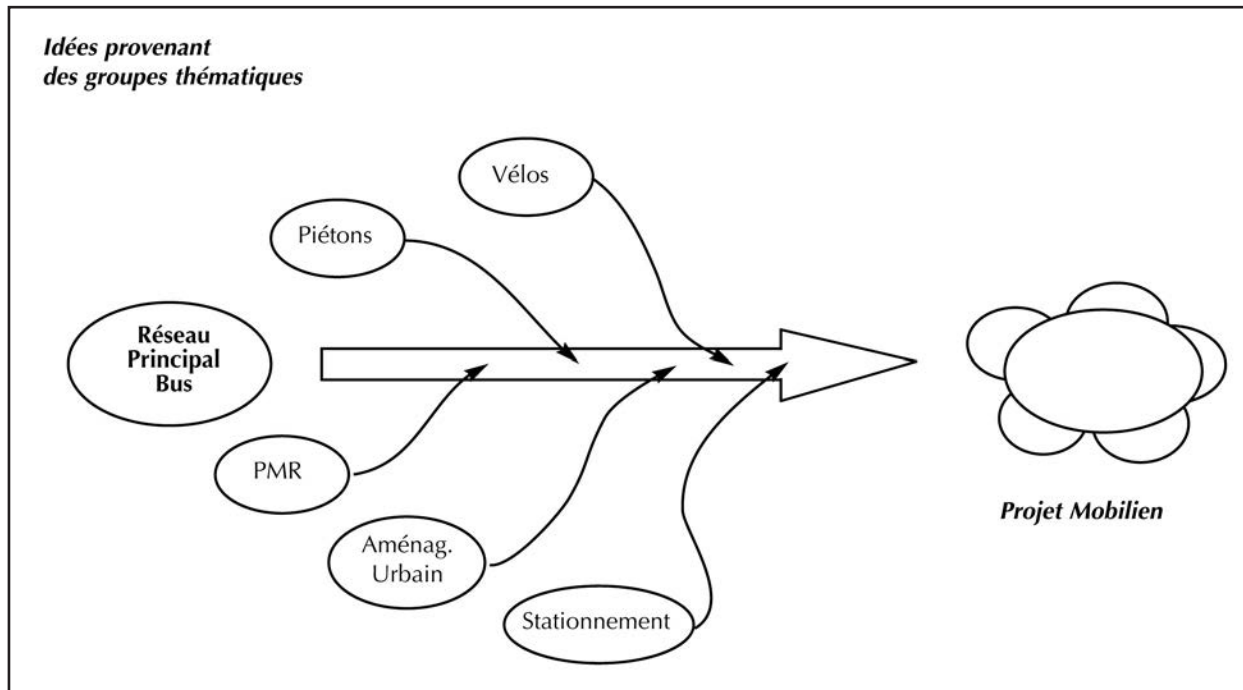 Idées provenant
des groupes thématiques
Vélos
Piétons
Réseau
Principal
Bus
PMR
Aménag.
Urbain
Stationnement
Projet Mobilien